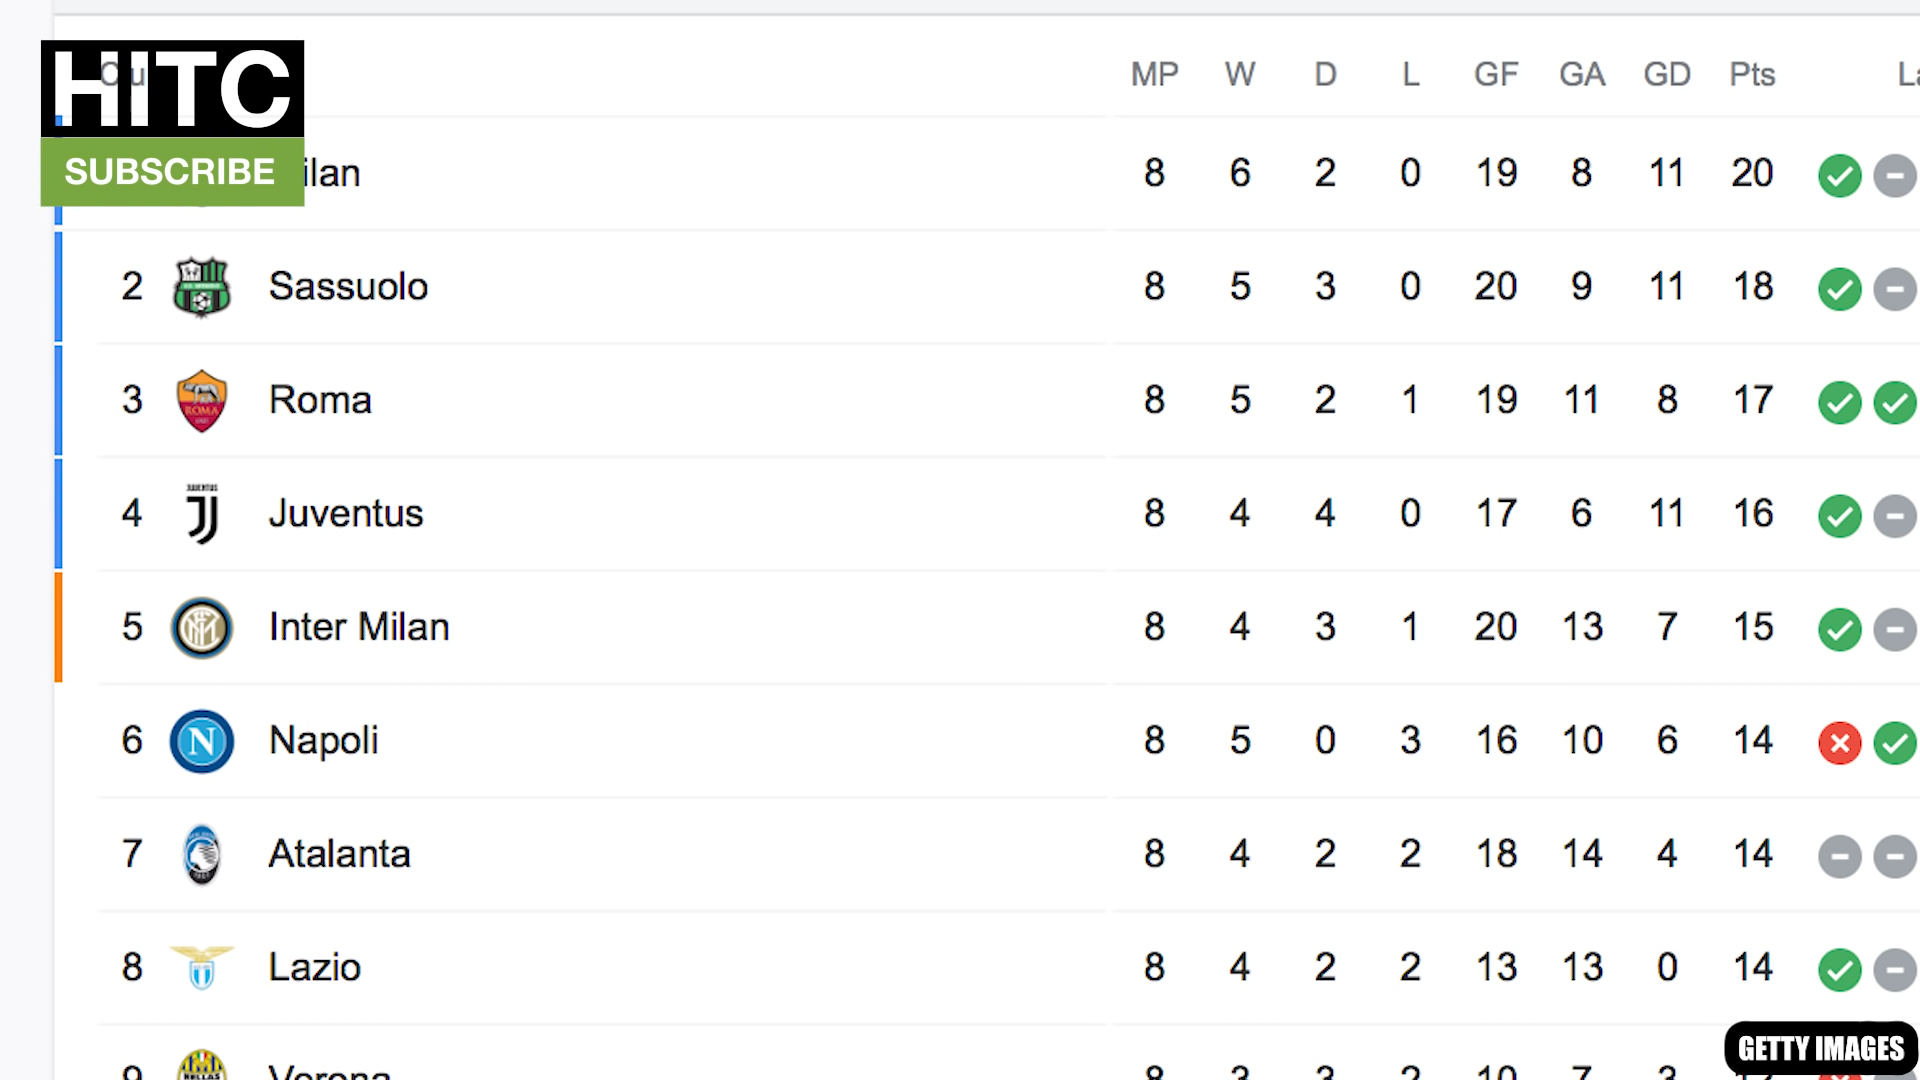 HITC
SUBSCRIBE
MP W D L GF GA GD Pts
ilan 8 6 2 0 19 8 11 20
2 Sassuolo 8 5 3 0 20 9 11 18
3 Roma 8 5 2 1 19 11 8 17
4 Juventus 8 4 4 0 17 6 11 16
5 Inter Milan 8 4 3 1 20 13 7 15
6 Napoli 8 5 0 3 16 10 6 14
7 Atalanta 8 4 2 2 18 14 4 14
8 Lazio 8 4 2 2 13 13 0 14
9 Verona 8 3 3 2 10 7 3
GETTY IMAGES